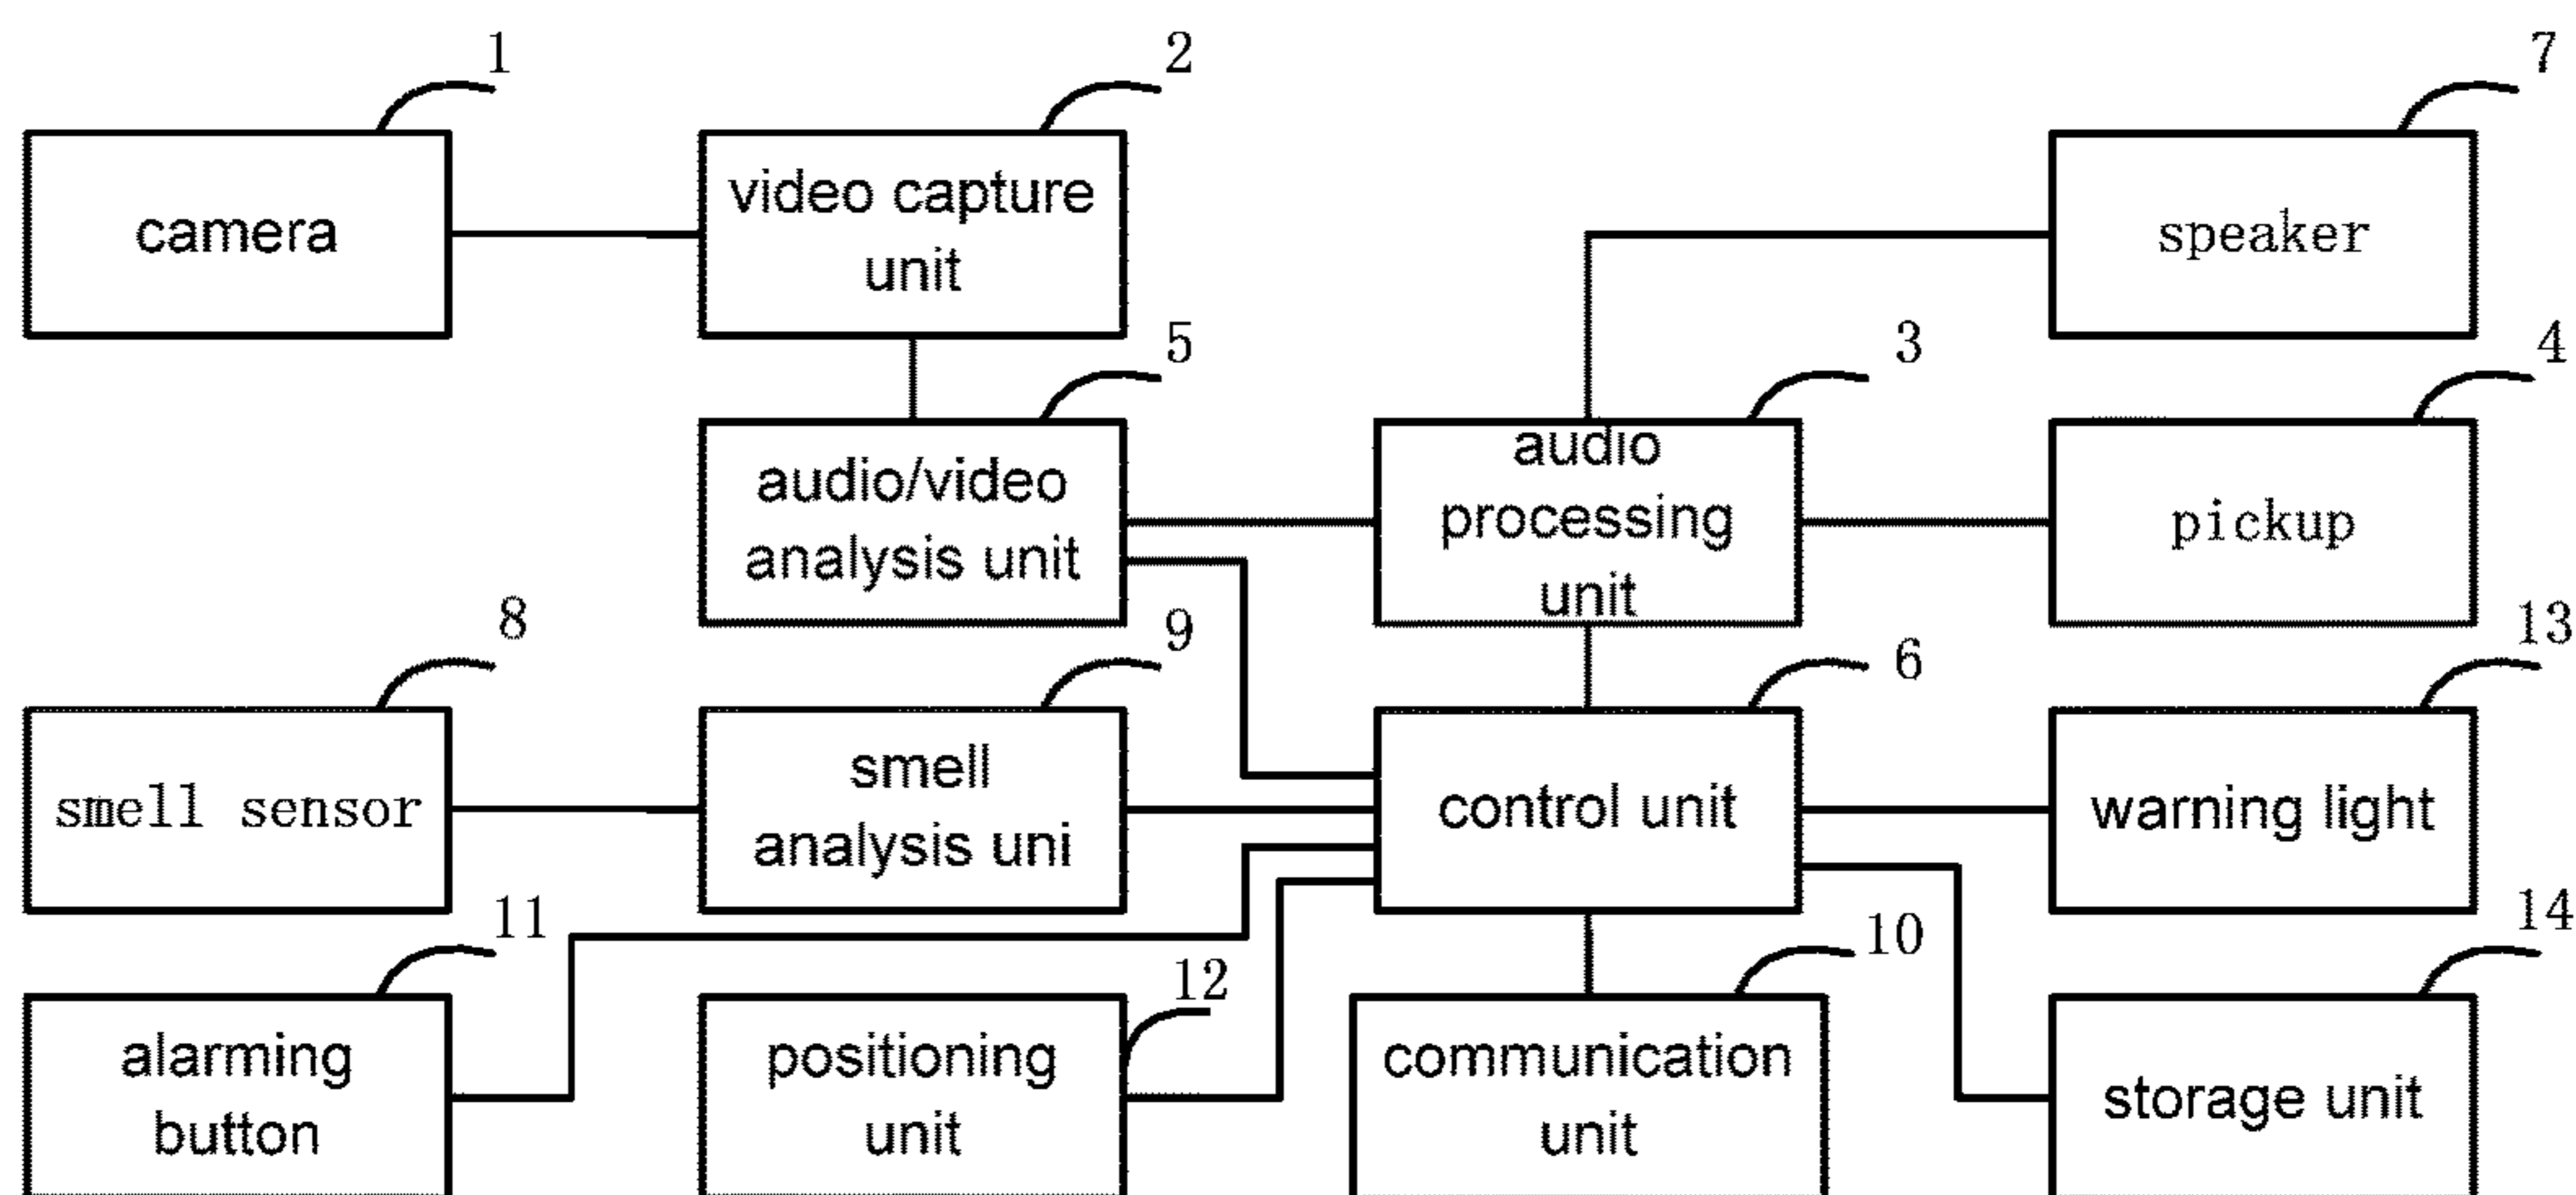 1
2
7
camera
video capture
unit
speaker
5
3
4
audio/video
analysis unit
audio
processing
unit
pickup
8
9
6
13
smell sensor
smell
analysis uni
control unit
warning light
11
12
10
14
alarming
button
positioning
unit
communication
unit
storage unit